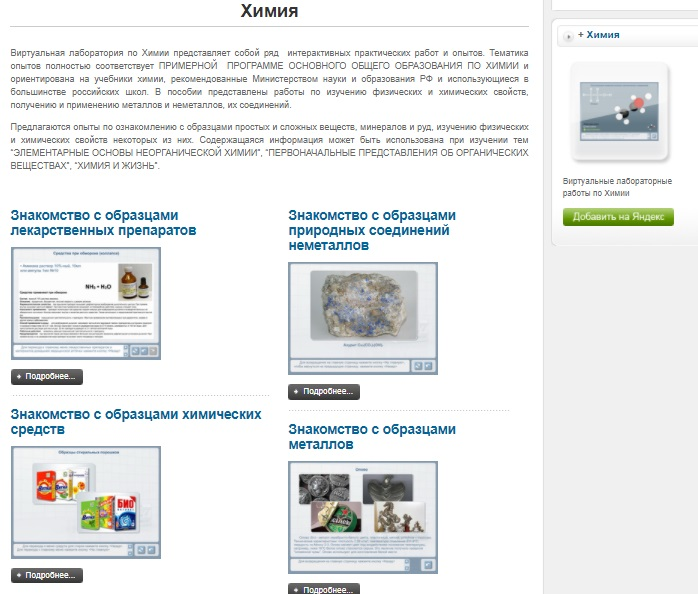 Химия
Виртуальная лаборатория по Химии представляет собой ряд интерактивных практических работ и опытов. Тематика
опытов полностью соответствует ПРИМЕРНОЙ ПРОГРАММЕ ОСНОВНОГО ОБЩЕГО ОБРАЗОВАНИЯ ПО ХИМИИ и
ориентирована на учебники химии, рекомендованные Министерством науки и образования РФ и использующиеся в
большинстве российских школ. В пособии представлены работы по изучению физических и химических свойств,
получению и применению металлов и неметаллов, их соединений.
Предлагаются опыты по ознакомлению с образцами простых и сложных веществ, минералов и руд, изучению физических
и химических свойств некоторых из них. Содержащаяся информация может быть использована при изучении тем
“ЭЛЕМЕНТАРНЫЕ ОСНОВЫ НЕОРГАНИЧЕСКОЙ ХИМИИ”, “ПЕРВОНАЧАЛЬНЫЕ ПРЕДСТАВЛЕНИЯ ОБ ОРГАНИЧЕСКИХ
ВЕЩЕСТВАХ”, “ХИМИЯ И ЖИЗНЬ”.
Знакомство с образцами
лекарственных препаратов
NH₃ • H₂O
+ Подробнее...
Знакомство с образцами химических
средств
Образцы стиральных порошков
БИО
+ Подробнее...
Знакомство с образцами
природных соединений
неметаллов
+ Подробнее...
Знакомство с образцами
металлов
Олово
+ Подробнее...
+ Химия
Виртуальные лабораторные
работы по Химии
Добавить на Яндекс